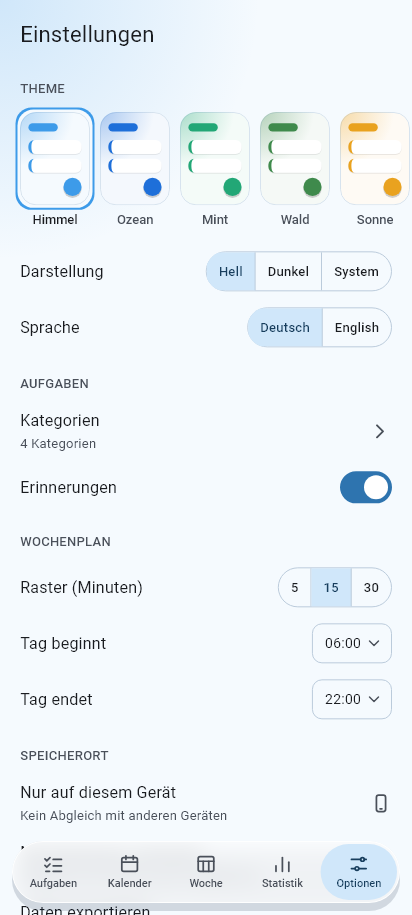 Einstellungen
THEME
Himmel
Ozean
Mint
Wald
Sonne
Darstellung
Hell
Dunkel
System
Sprache
Deutsch
English
AUFGABEN
Kategorien
4 Kategorien
Erinnerungen
WOCHENPLAN
Raster (Minuten)
5
15
30
Tag beginnt
06:00
Tag endet
22:00
SPEICHERORT
Nur auf diesem Gerät
Kein Abgleich mit anderen Geräten
Aufgaben
Kalender
Woche
Statistik
Optionen
Daten exportieren